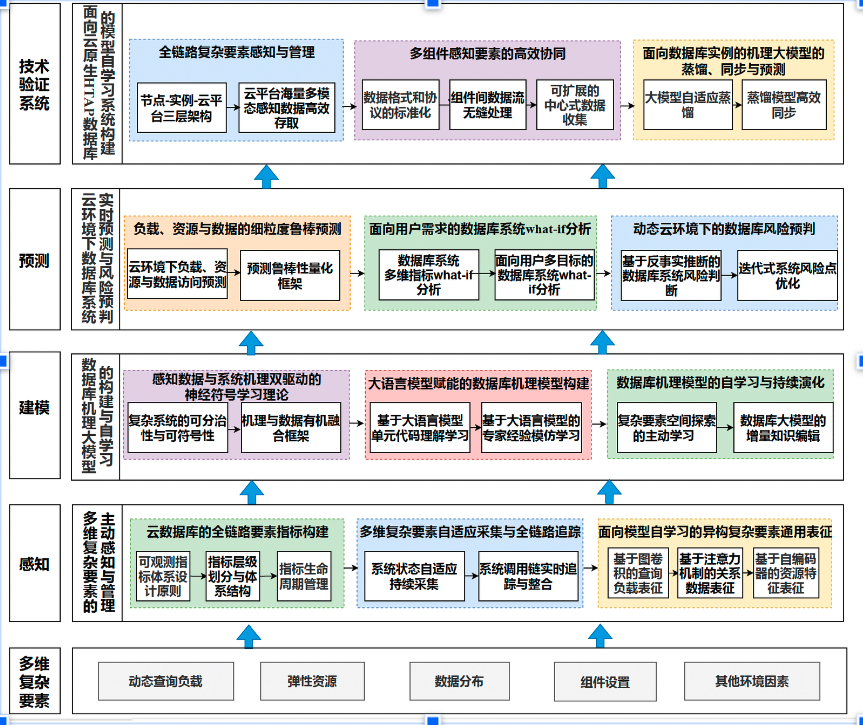 技术
验证
系统
面向云原生HTAP数据库
的模型自学习系统构建
全链路复杂要素感知与管理
节点-实例-云平
台三层架构
云平台海量多模
态感知数据高效
存取
多组件感知要素的高效协同
数据格式和协
议的标准化
组件间数据流
无缝处理
可扩展的
中心式数据
收集
面向数据库实例的机理大模型的
蒸馏、同步与预测
大模型自适应蒸
馏
蒸馏模型高效
同步
预测
云环境下数据库系统
实时预测与风险预判
负载、资源与数据的细粒度鲁棒预测
云环境下负载、资
源与数据访问预测
预测鲁棒性量化
框架
面向用户需求的数据库系统what-if分析
数据库系统
多维指标what-if
分析
面向用户多目标的
数据库系统what-
if分析
动态云环境下的数据库风险预判
基于反事实推断的
数据库系统风险判
断
迭代式系统风险点
优化
建模
数据库机理大模型
的构建与自学习
感知数据与系统机理双驱动的
神经符号学习理论
复杂系统的可分治
性与可符号性
机理与数据有机融
合框架
大语言模型赋能的数据库机理模型构建
基于大语言模型
单元代码理解学习
基于大语言模型的
专家经验模仿学习
数据库机理模型的自学习与持续演化
复杂要素空间探索
的主动学习
数据库大模型的
增量知识编辑
感知
多维复杂要素的
主动感知与管理
云数据库的全链路要素指标构建
可观测指
标体系设
计原则
指标层级
划分与体
系结构
指标生命
周期管理
多维复杂要素自适应采集与全链路追踪
系统状态自适应
持续采集
系统调用链实时追
踪与整合
面向模型自学习的异构复杂要素通用表征
基于图卷
积的查询
负载表征
基于注意力
机制的关系
数据表征
基于自编码
器的资源特
征表征
多维
复杂
要素
动态查询负载
弹性资源
数据分布
组件设置
其他环境因素